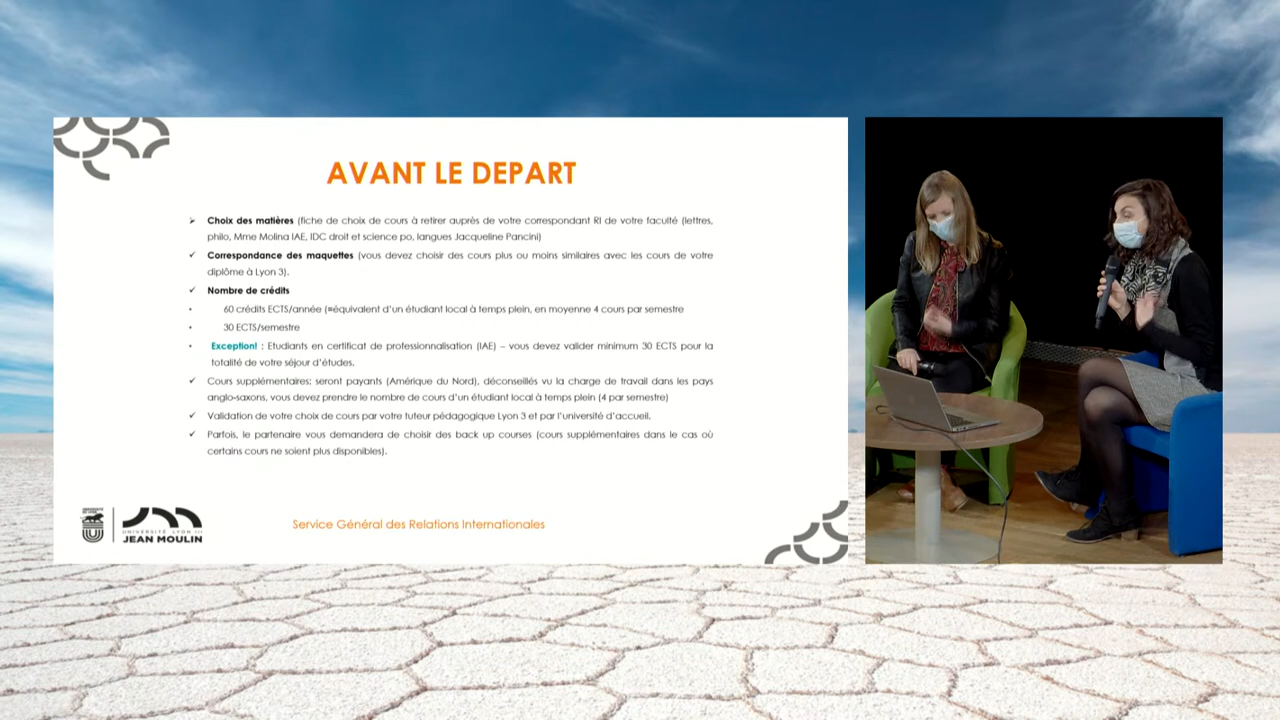 AVANT LE DEPART
Choix des matières (fiche de choix de cours à retirer auprès de votre correspondant RI de votre faculté (lettres,
philo, Mme Molina IAE, IDC droit et science po, langues Jacqueline Pancini)
Correspondance des maquettes (vous devez choisir des cours plus ou moins similaires avec les cours de votre
diplôme à Lyon 3).
Nombre de crédits
60 crédits ECTS/année (=équivalent d'un étudiant local à temps plein, en moyenne 4 cours par semestre
30 ECTS/semestre
Exception! : Etudiants en certificat de professionnalisation (IAE) – vous devez valider minimum 30 ECTS pour la
totalité de votre séjour d'études.
Cours supplémentaires: seront payants (Amérique du Nord), déconseillés vu la charge de travail dans les pays
anglo-saxons, vous devez prendre le nombre de cours d'un étudiant local à temps plein (4 par semestre)
Validation de votre choix de cours par votre tuteur pédagogique Lyon 3 et par l'université d'accueil.
Parfois, le partenaire vous demandera de choisir des back up courses (cours supplémentaires dans le cas où
certains cours ne soient plus disponibles).
UNIVERSITÉ LYON III
JEAN MOULIN
Service Général des Relations Internationales